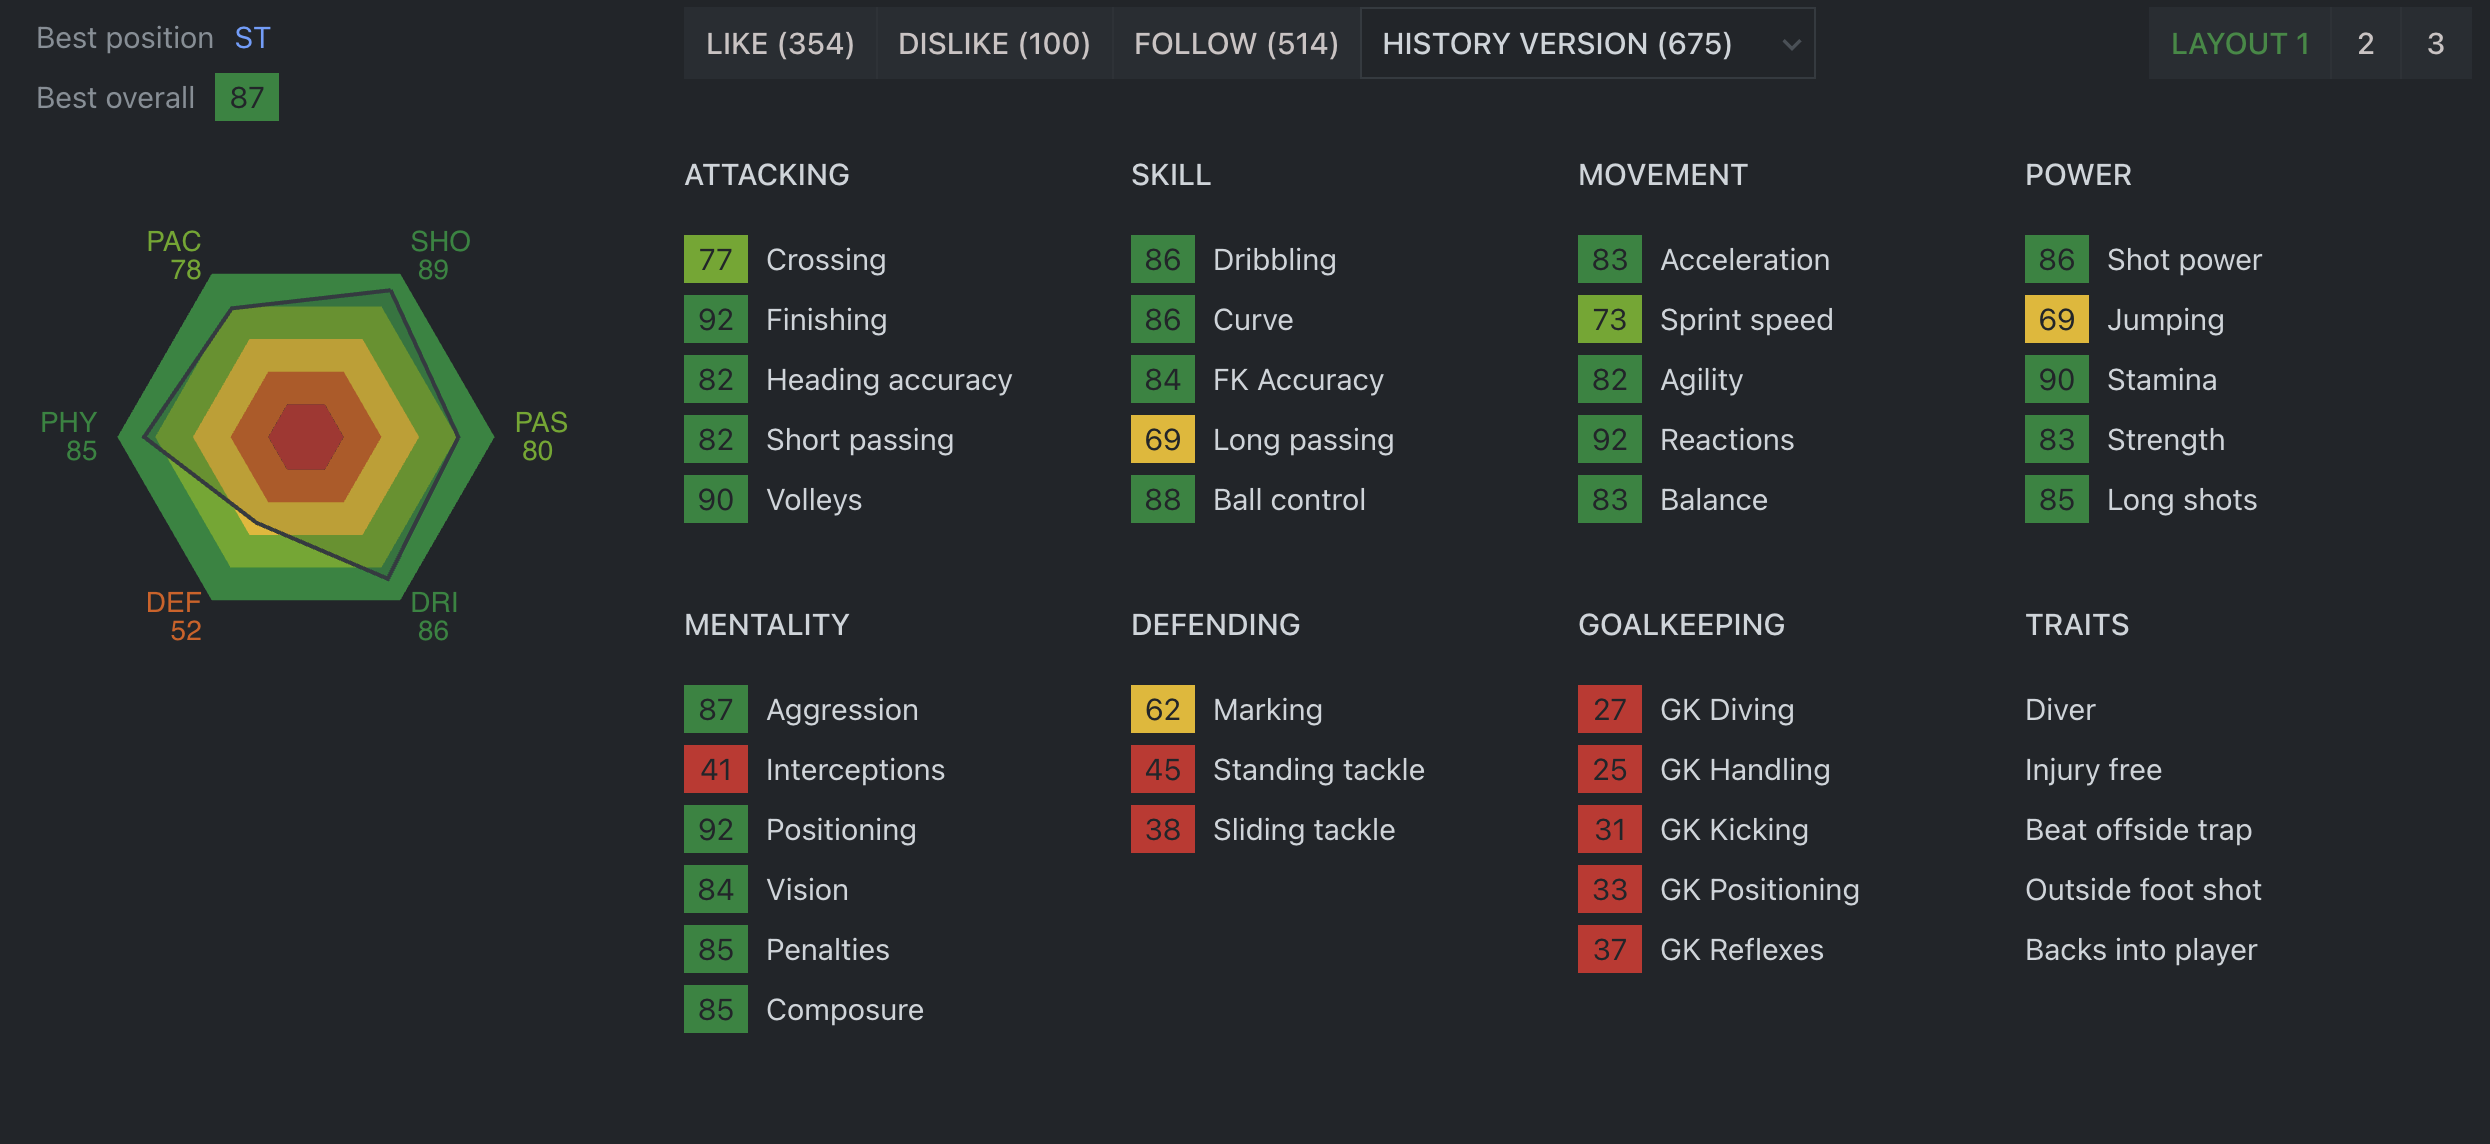 Best position ST
Best overall 87
LIKE (354) DISLIKE (100) FOLLOW (514) HISTORY VERSION (675)
LAYOUT 1 2 3
PAC
78
SHO
89
PHY
85
PAS
80
DEF
52
DRI
86
ATTACKING
77 Crossing
92 Finishing
82 Heading accuracy
82 Short passing
90 Volleys
SKILL
86 Dribbling
86 Curve
84 FK Accuracy
69 Long passing
88 Ball control
MOVEMENT
83 Acceleration
73 Sprint speed
82 Agility
92 Reactions
83 Balance
POWER
86 Shot power
69 Jumping
90 Stamina
83 Strength
85 Long shots
MENTALITY
87 Aggression
41 Interceptions
92 Positioning
84 Vision
85 Penalties
85 Composure
DEFENDING
62 Marking
45 Standing tackle
38 Sliding tackle
GOALKEEPING
27 GK Diving
25 GK Handling
31 GK Kicking
33 GK Positioning
37 GK Reflexes
TRAITS
Diver
Injury free
Beat offside trap
Outside foot shot
Backs into player